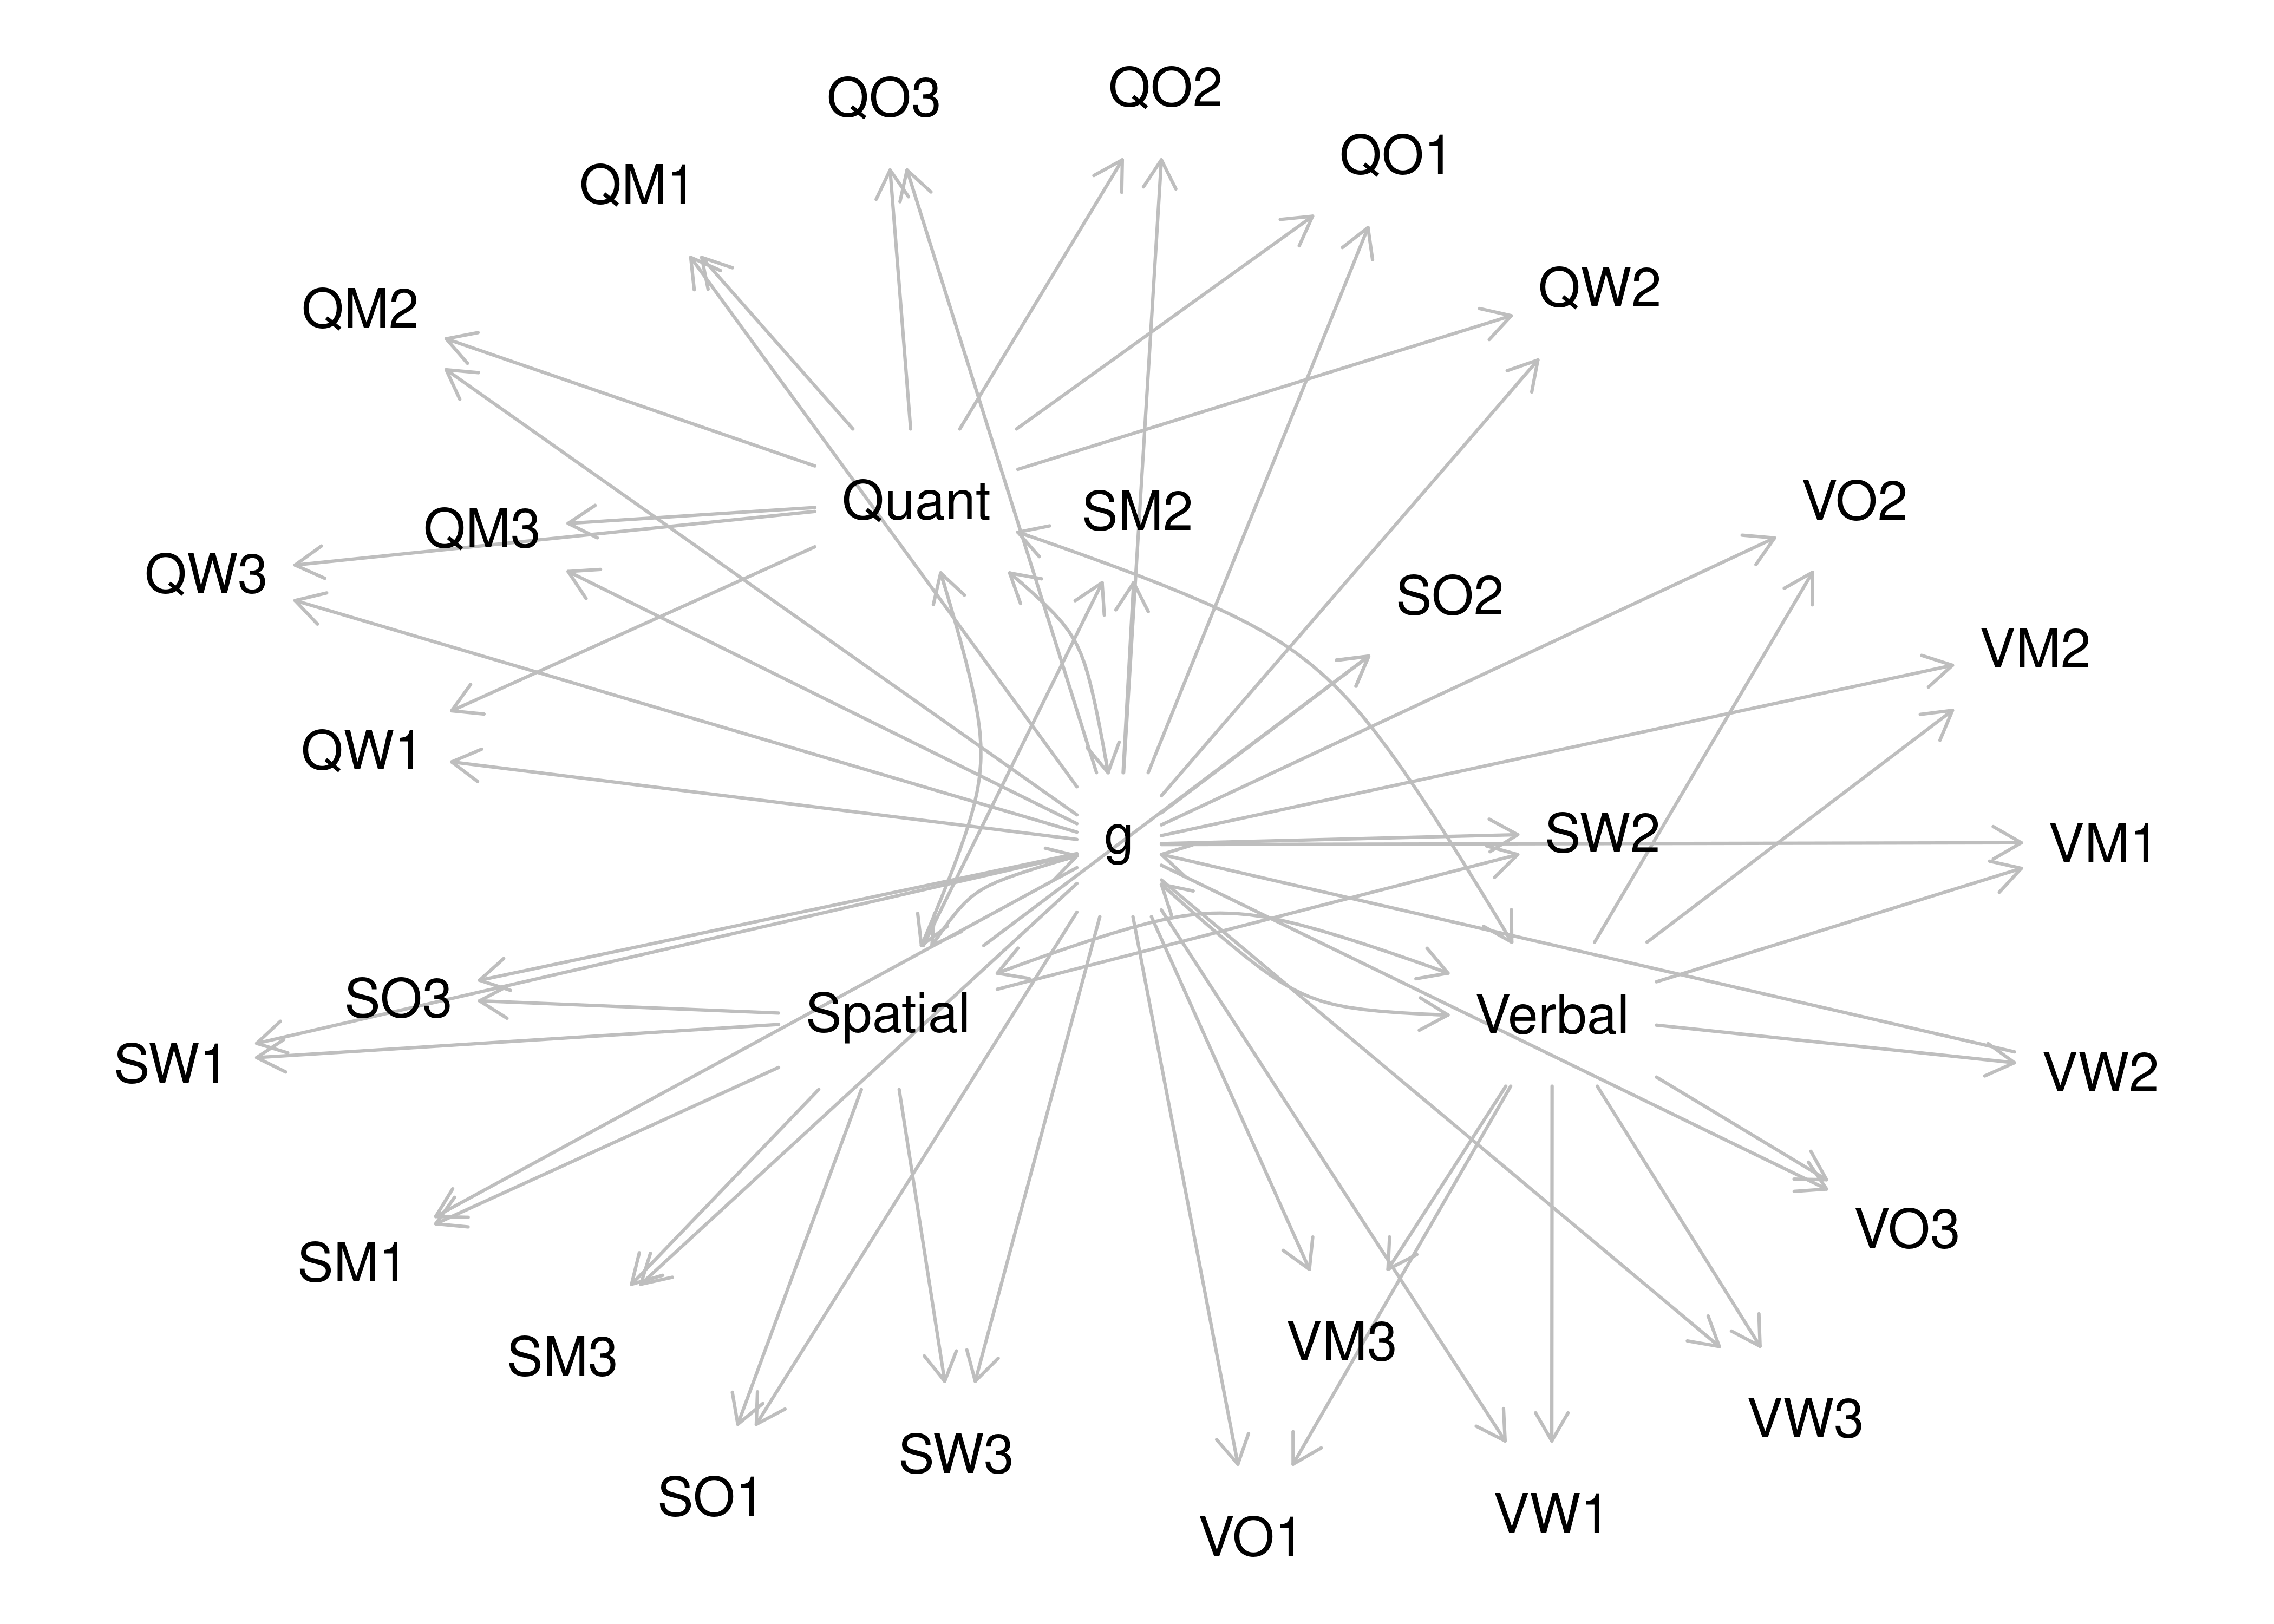 QO2
QO3
QO1
QM1
QW2
QM2
Quant
VO2
SM2
QM3
QW3
SO2
VM2
QW1
SW2
g
VM1
SO3
Spatial
Verbal
SW1
VW2
VO3
SM1
VM3
SM3
VW3
SW3
SO1
VW1
VO1